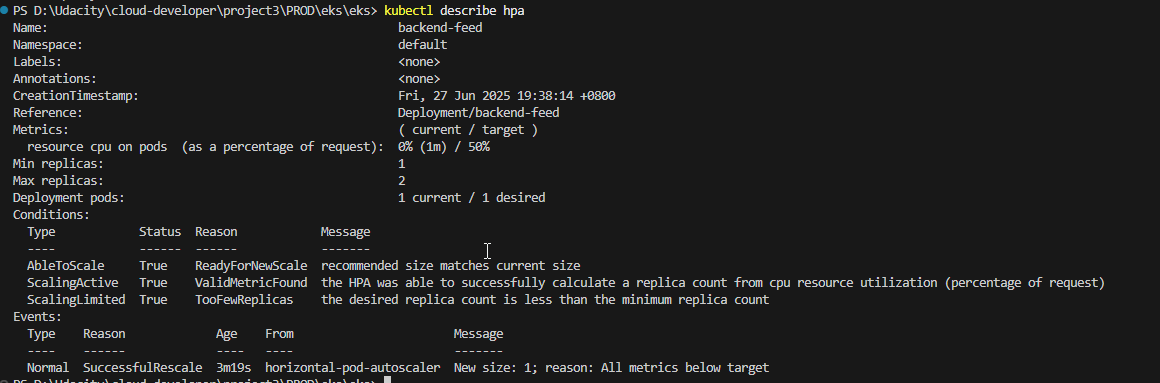 PS D:\Udacity\cloud-developer\project3\PROD\eks\eks> kubectl describe hpa
Name: backend-feed
Namespace: default
Labels: <none>
Annotations: <none>
CreationTimestamp: Fri, 27 Jun 2025 19:38:14 +0800
Reference: Deployment/backend-feed
Metrics: ( current / target )
resource cpu on pods (as a percentage of request): 0% (1m) / 50%
Min replicas: 1
Max replicas: 2
Deployment pods: 1 current / 1 desired
Conditions:
Type Status Reason Message
---- ------ ------ -------
AbleToScale True ReadyForNewScale recommended size matches current size
ScalingActive True ValidMetricFound the HPA was able to successfully calculate a replica count from cpu resource utilization (percentage of request)
ScalingLimited True TooFewReplicas the desired replica count is less than the minimum replica count
Events:
Type Reason Age From Message
---- ------ ---- ---- -------
Normal SuccessfulRescale 3m19s horizontal-pod-autoscaler New size: 1; reason: All metrics below target
PS D:\Udacity\cloud-developer\project3\PROD\eks\eks>